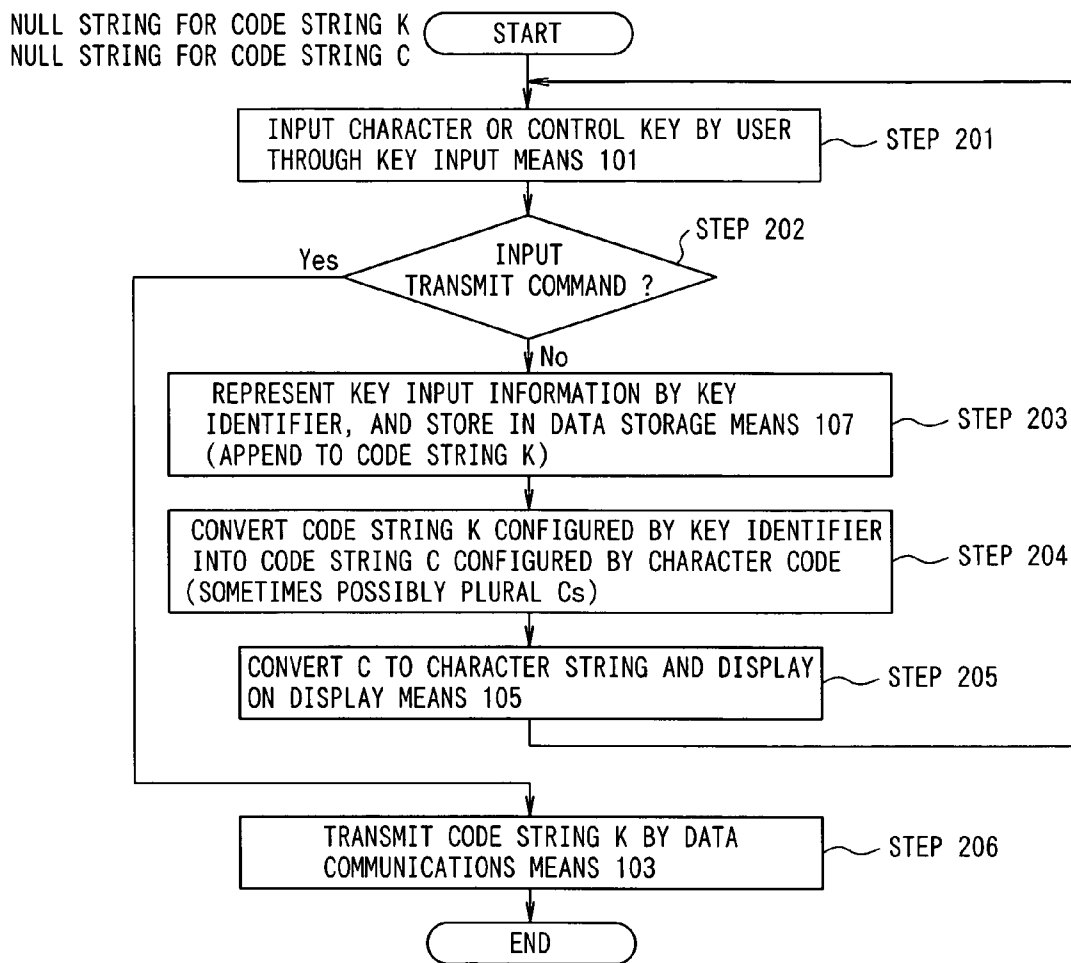 NULL STRING FOR CODE STRING K
NULL STRING FOR CODE STRING C
START
INPUT CHARACTER OR CONTROL KEY BY USER
THROUGH KEY INPUT MEANS 101
STEP 201
STEP 202
INPUT
TRANSMIT COMMAND ?
Yes
No
REPRESENT KEY INPUT INFORMATION BY KEY
IDENTIFIER, AND STORE IN DATA STORAGE MEANS 107
(APPEND TO CODE STRING K)
STEP 203
CONVERT CODE STRING K CONFIGURED BY KEY IDENTIFIER
INTO CODE STRING C CONFIGURED BY CHARACTER CODE
(SOMETIMES POSSIBLY PLURAL Cs)
STEP 204
CONVERT C TO CHARACTER STRING AND DISPLAY
ON DISPLAY MEANS 105
STEP 205
TRANSMIT CODE STRING K BY DATA
COMMUNICATIONS MEANS 103
STEP 206
END